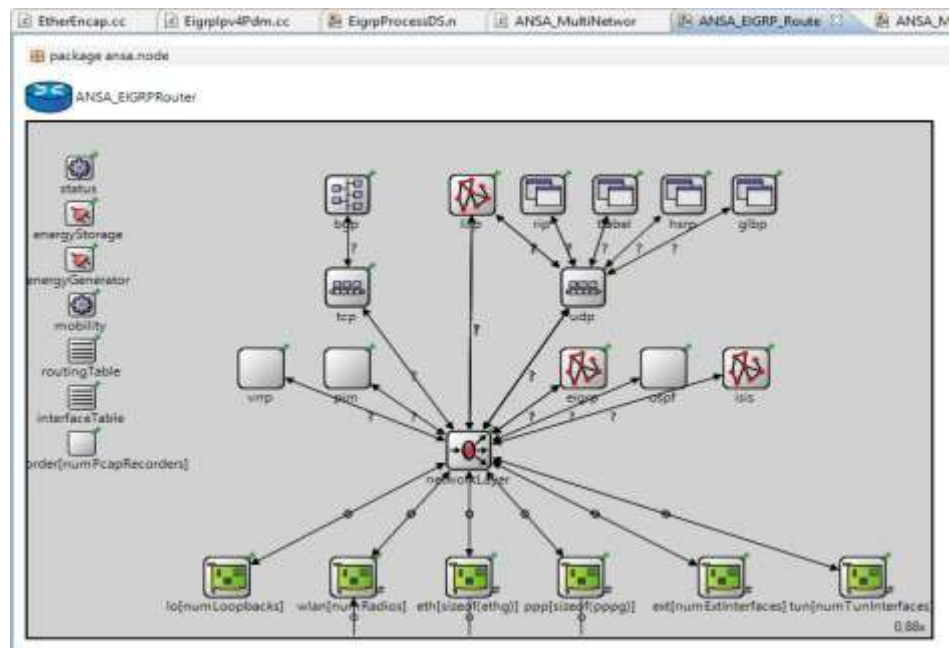 EtherEncap.cc EigrpIpv4Pdm.cc EigrpProcessDS.n ANSA_MultiNetwor ANSA_EIGRP_Route ANSA_M
package ansa.node
ANSA_EIGRPRouter
status
energyStorage
energyGenerator
mobility
routingTable
interfaceTable
order[numPcapRecorders]
bgp rip babel hsrp glbp
? ? ? ? ? ?
tcp udp
?
? ?
vrrp pim eigrp ospf isis
? ? ? ? ?
networkLayer
lo[numLoopbacks] wlan[numRadios] eth[sizeof(ethg)] ppp[sizeof(pppg)] ext[numExtInterfaces] tun[numTunInterfaces]
0.88x